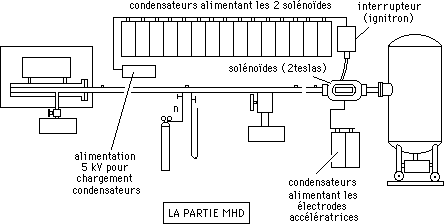 condensateurs alimentant les 2 solénoïdes
interrupteur
(ignitron)
solénoïdes (2teslas)
n
alimentation
5 kV pour
chargement
condensateurs
condensateurs
alimentant les
électrodes
accélératrices
LA PARTIE MHD